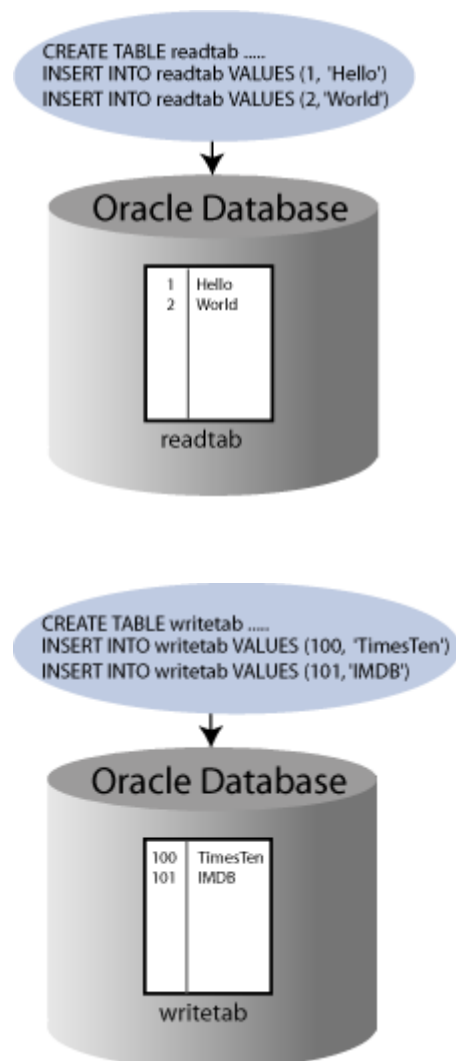 CREATE TABLE readtab .....
INSERT INTO readtab VALUES (1, 'Hello')
INSERT INTO readtab VALUES (2, 'World')
Oracle Database
1 Hello
2 World
readtab
CREATE TABLE writetab .....
INSERT INTO writetab VALUES (100, 'TimesTen')
INSERT INTO writetab VALUES (101, 'IMDB')
Oracle Database
100 TimesTen
101 IMDB
writetab